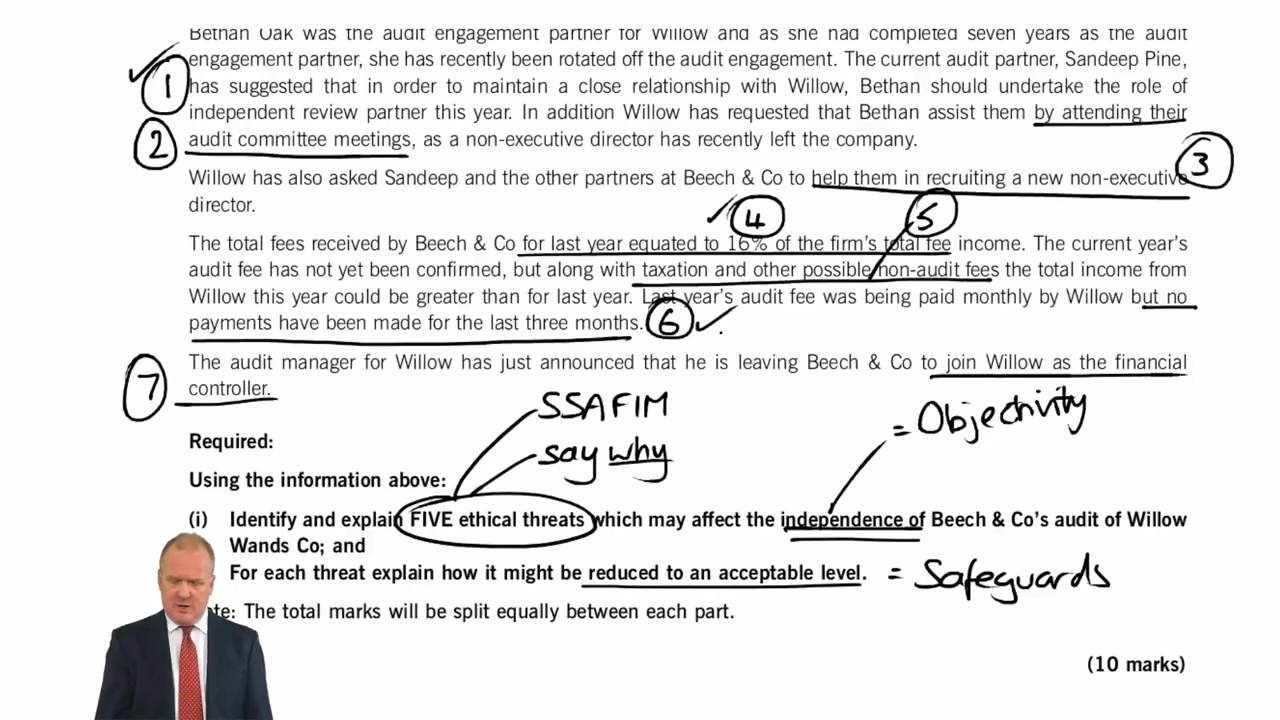 Bethan Oak was the audit engagement partner for Willow and as she had completed seven years as the audit
engagement partner, she has recently been rotated off the audit engagement. The current audit partner, Sandeep Pine,
1 has suggested that in order to maintain a close relationship with Willow, Bethan should undertake the role of
independent review partner this year. In addition Willow has requested that Bethan assist them by attending their
2 audit committee meetings, as a non-executive director has recently left the company.
Willow has also asked Sandeep and the other partners at Beech & Co to help them in recruiting a new non-executive 3
director.
4 5
The total fees received by Beech & Co for last year equated to 16% of the firm's total fee income. The current year's
audit fee has not yet been confirmed, but along with taxation and other possible non-audit fees the total income from
Willow this year could be greater than for last year. Last year's audit fee was being paid monthly by Willow but no
payments have been made for the last three months. 6
The audit manager for Willow has just announced that he is leaving Beech & Co to join Willow as the financial
7 controller.
SSAFIM
= Objectivity
Required:
say why
Using the information above:
(i) Identify and explain FIVE ethical threats which may affect the independence of Beech & Co's audit of Willow
Wands Co; and
For each threat explain how it might be reduced to an acceptable level. = Safeguards
te: The total marks will be split equally between each part.
(10 marks)